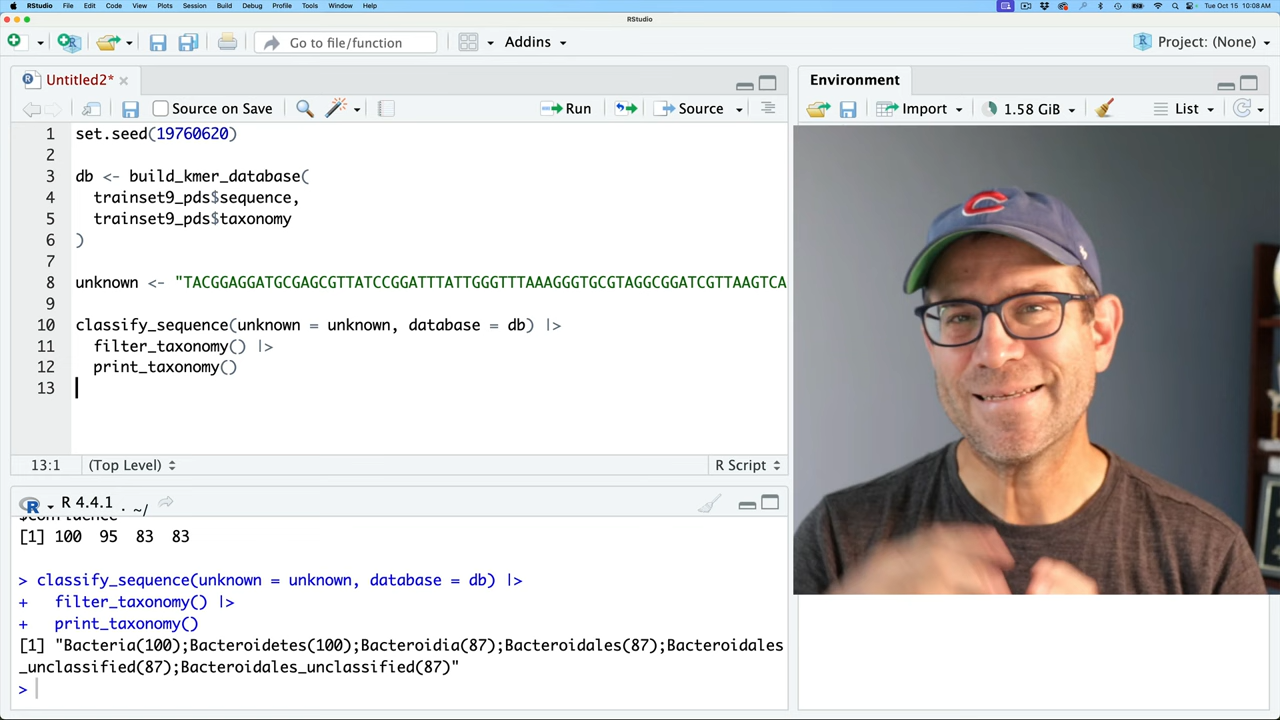 RStudio File Edit Code View Plots Session Build Debug Profile Tools Window Help Tue Oct 15 10:08 AM
RStudio
Go to file/function Addins Project: (None)
Untitled2*
Source on Save Run Source
1 set.seed(19760620)
2
3 db <- build_kmer_database(
4 trainset9_pds$sequence,
5 trainset9_pds$taxonomy
6 )
7
8 unknown <- "TACGGAGGATGCGAGCGTTATCCGGATTTATTGGGTTTAAAGGGTGCGTAGGCGGATCGTTAAGTCA
9
10 classify_sequence(unknown = unknown, database = db) |>
11 filter_taxonomy() |>
12 print_taxonomy()
13
13:1 (Top Level) R Script
R 4.4.1 . ~/
[1] 100 95 83 83
> classify_sequence(unknown = unknown, database = db) |>
+ filter_taxonomy() |>
+ print_taxonomy()
[1] "Bacteria(100);Bacteroidetes(100);Bacteroidia(87);Bacteroidales(87);Bacteroidales
_unclassified(87);Bacteroidales_unclassified(87)"
>
Environment
Import 1.58 GiB List
C